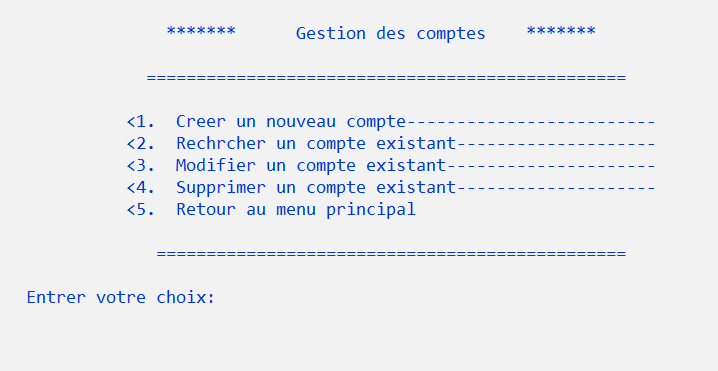 *******      Gestion des comptes    *******
================================================
<1.  Creer un nouveau compte-------------------------
<2.  Rechrcher un compte existant--------------------
<3.  Modifier un compte existant---------------------
<4.  Supprimer un compte existant--------------------
<5.  Retour au menu principal
===============================================
Entrer votre choix: